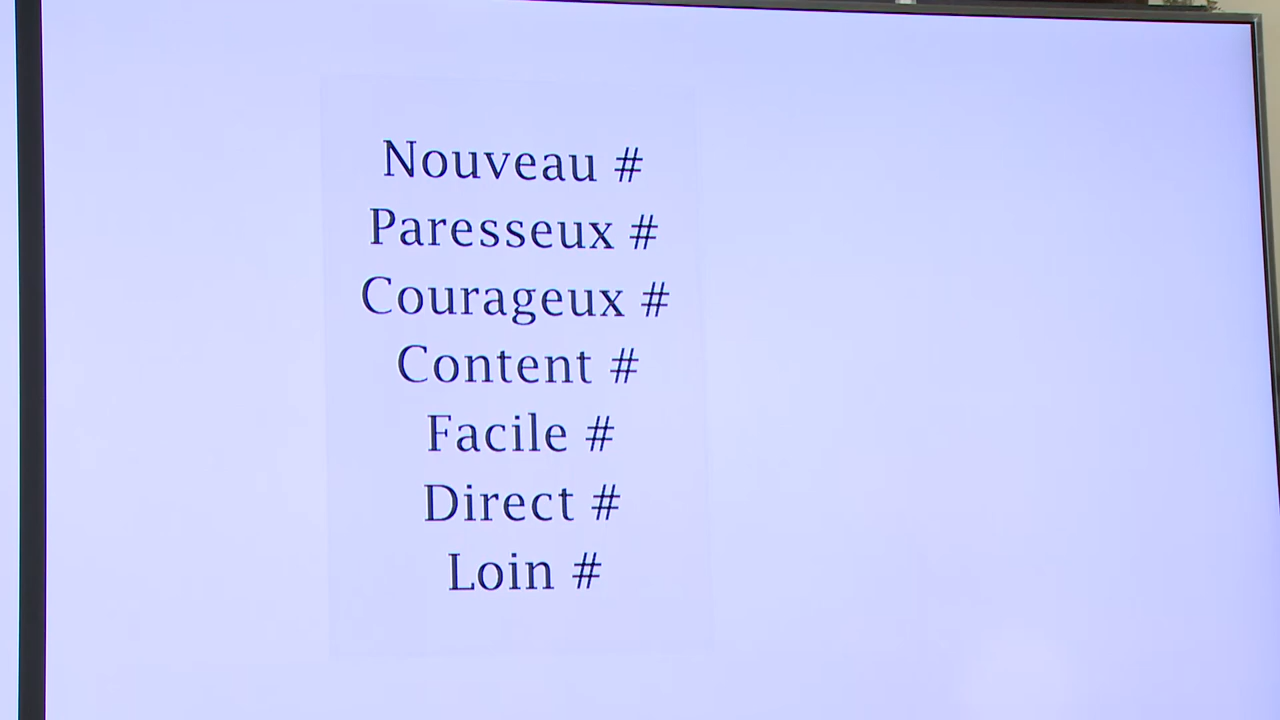 Nouveau #
Paresseux #
Courageux #
Content #
Facile #
Direct #
Loin #